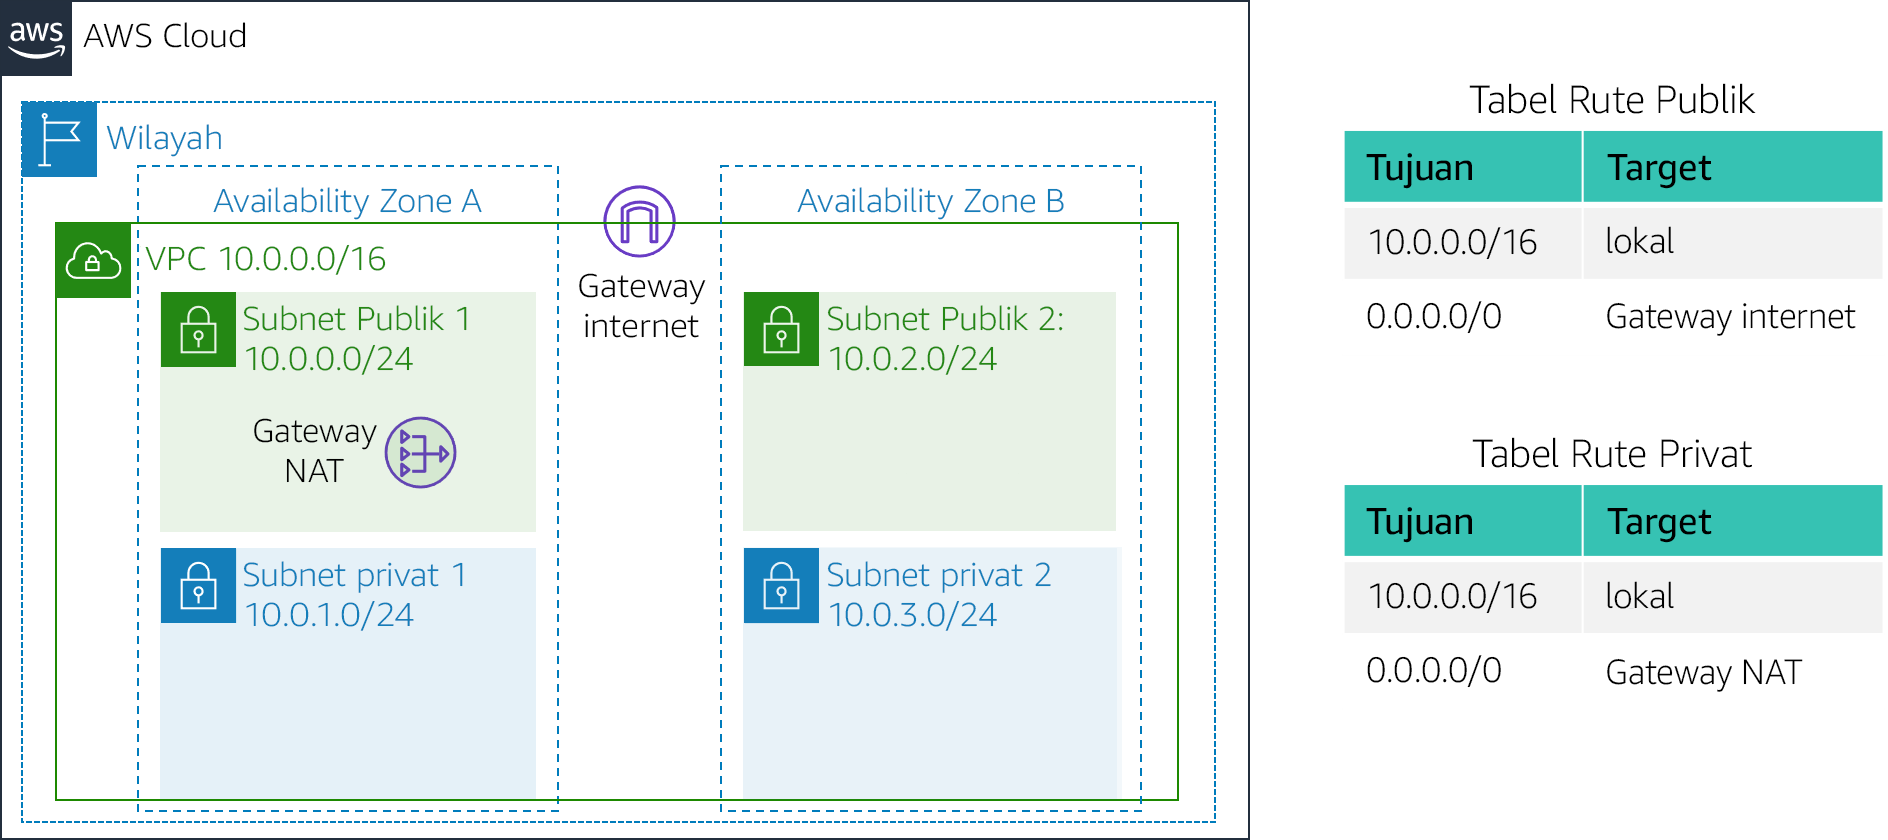 aws
AWS Cloud
Wilayah
Availability Zone A
Availability Zone B
VPC 10.0.0.0/16
Gateway
internet
Subnet Publik 1
10.0.0.0/24
Gateway
NAT
Subnet Publik 2:
10.0.2.0/24
Subnet privat 1
10.0.1.0/24
Subnet privat 2
10.0.3.0/24
Tabel Rute Publik
Tujuan Target
10.0.0.0/16 lokal
0.0.0.0/0 Gateway internet
Tabel Rute Privat
Tujuan Target
10.0.0.0/16 lokal
0.0.0.0/0 Gateway NAT